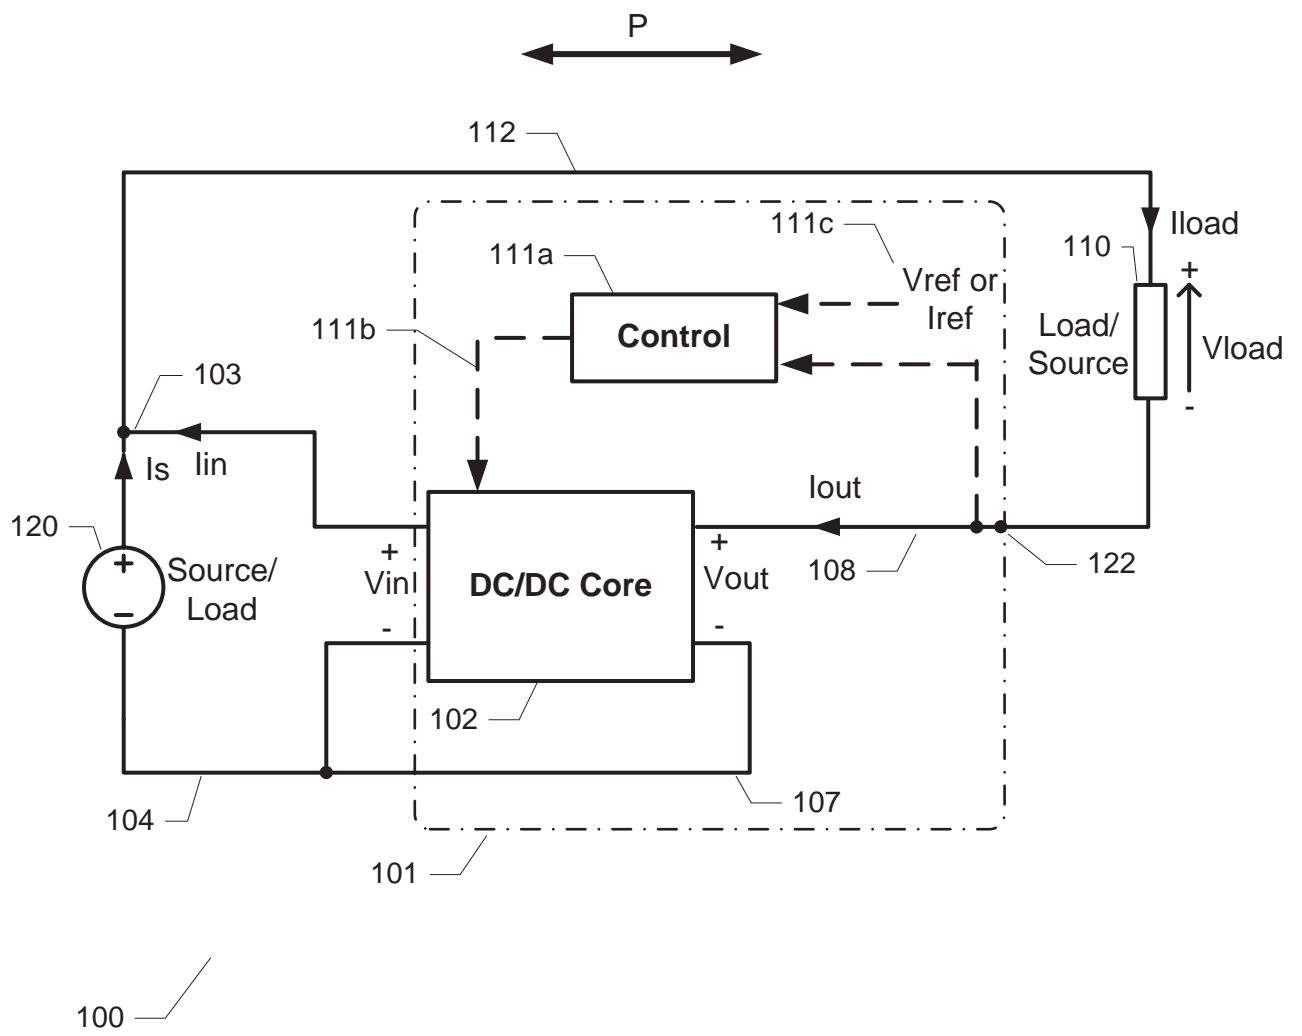 P
112
111c
Iload
110
111a
+
Vref or
Iref
Load/
Source
Vload
-
111b
Control
103
Is
Iin
Iout
120
+
-
Source/
Load
+
Vin
-
DC/DC Core
+
Vout
-
108
122
102
104
107
101
100